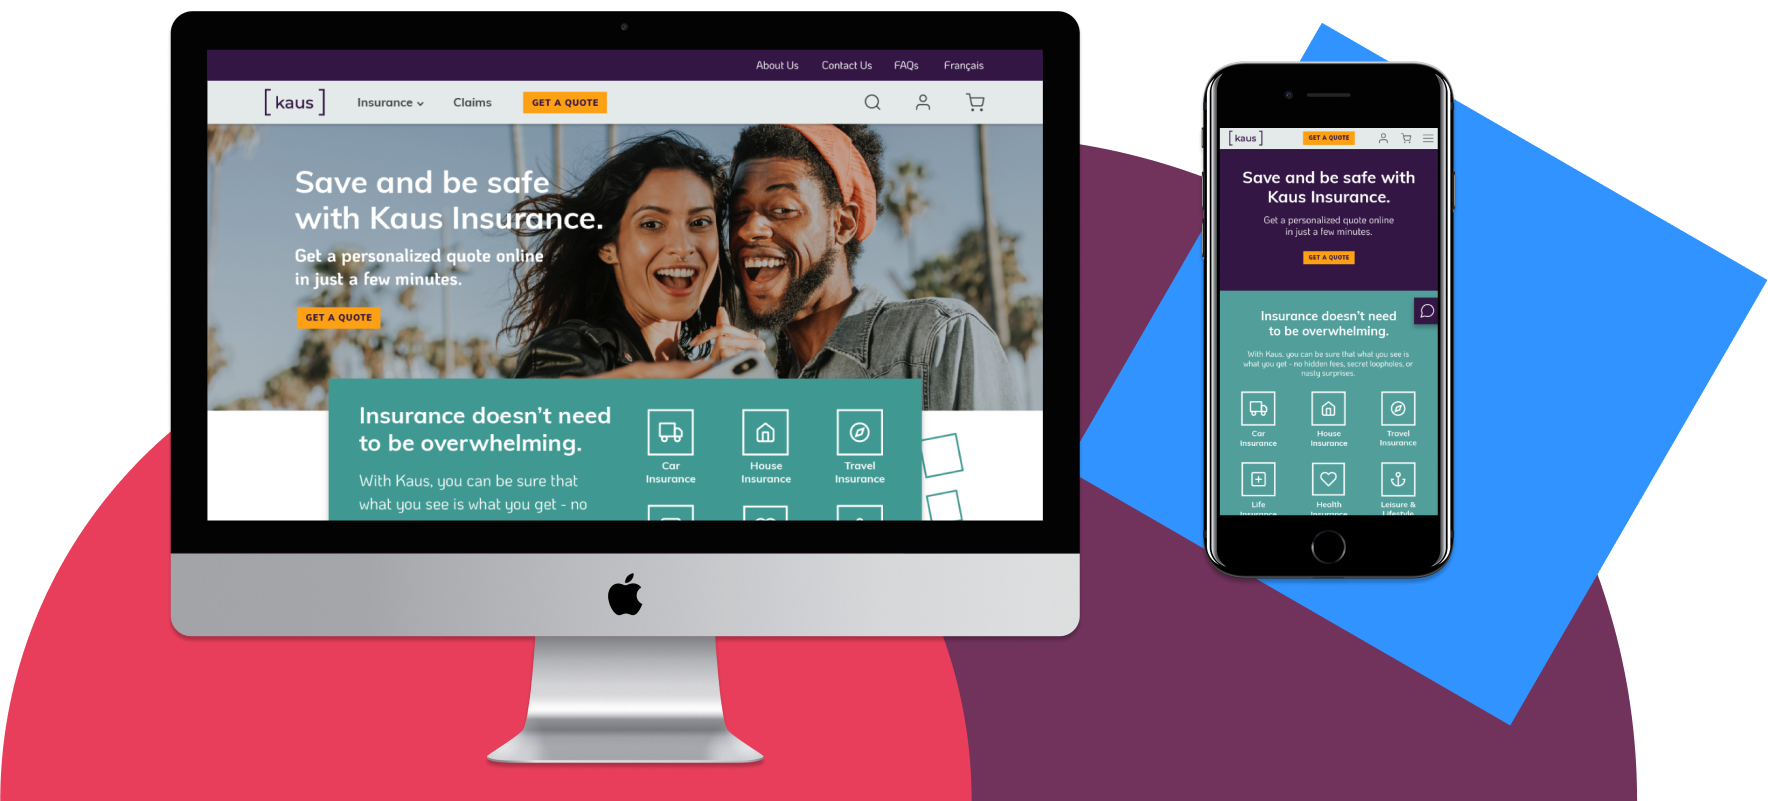 About Us Contact Us FAQs Français
[kaus] Insurance Claims GET A QUOTE
Save and be safe
with Kaus Insurance.
Get a personalized quote online
in just a few minutes.
GET A QUOTE
Insurance doesn't need
to be overwhelming.
With Kaus, you can be sure that
what you see is what you get - no
Car
Insurance
House
Insurance
Travel
Insurance
[kaus] GET A QUOTE
Save and be safe with
Kaus Insurance.
Get a personalized quote online
in just a few minutes.
GET A QUOTE
Insurance doesn't need
to be overwhelming.
With Kaus, you can be sure that what you see is
what you get - no hidden fees, secret loopholes, or
nasty surprises.
Car
Insurance
House
Insurance
Travel
Insurance
Life
Insurance
Health
Insurance
Leisure &
Lifestyle